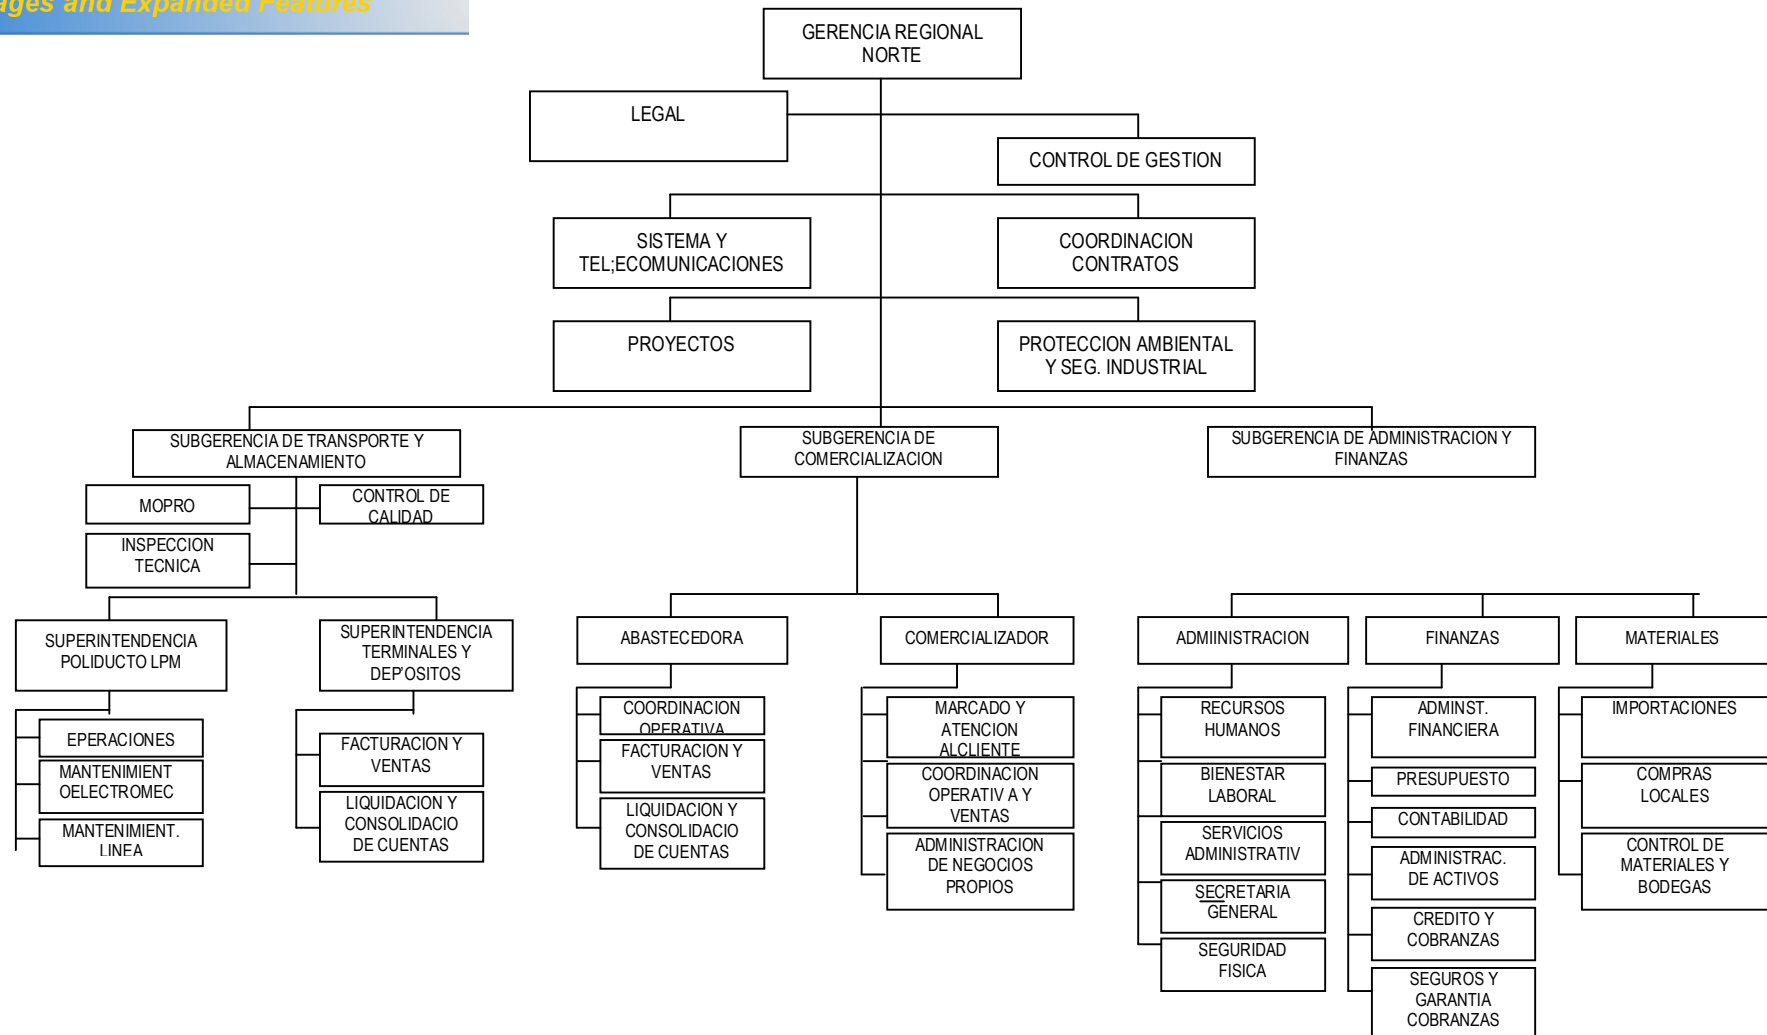 ages and Expanded Features
GERENCIA REGIONAL
NORTE
LEGAL
CONTROL DE GESTION
SISTEMA Y
TEL;ECOMUNICACIONES
COORDINACION
CONTRATOS
PROYECTOS
PROTECCION AMBIENTAL
Y SEG. INDUSTRIAL
SUBGERENCIA DE TRANSPORTE Y
ALMACENAMIENTO
SUBGERENCIA DE
COMERCIALIZACION
SUBGERENCIA DE ADMINISTRACION Y
FINANZAS
MOPRO
CONTROL DE
CALIDAD
INSPECCION
TECNICA
SUPERINTENDENCIA
POLIDUCTO LPM
SUPERINTENDENCIA
TERMINALES Y
DEP'OSITOS
ABASTECEDORA
COMERCIALIZADOR
ADMIINISTRACION
FINANZAS
MATERIALES
EPERACIONES
MANTENIMIENT
OELECTROMEC
MANTENIMIENT.
LINEA
FACTURACION Y
VENTAS
LIQUIDACION Y
CONSOLIDACIO
DE CUENTAS
COORDINACION
OPERATIVA
FACTURACION Y
VENTAS
LIQUIDACION Y
CONSOLIDACIO
DE CUENTAS
MARCADO Y
ATENCION
ALCLIENTE
COORDINACION
OPERATIV A Y
VENTAS
ADMINISTRACION
DE NEGOCIOS
PROPIOS
RECURSOS
HUMANOS
BIENESTAR
LABORAL
SERVICIOS
ADMINISTRATIV
SECRETARIA
GENERAL
SEGURIDAD
FISICA
ADMINST.
FINANCIERA
PRESUPUESTO
CONTABILIDAD
ADMINISTRAC.
DE ACTIVOS
CREDITO Y
COBRANZAS
SEGUROS Y
GARANTIA
COBRANZAS
IMPORTACIONES
COMPRAS
LOCALES
CONTROL DE
MATERIALES Y
BODEGAS